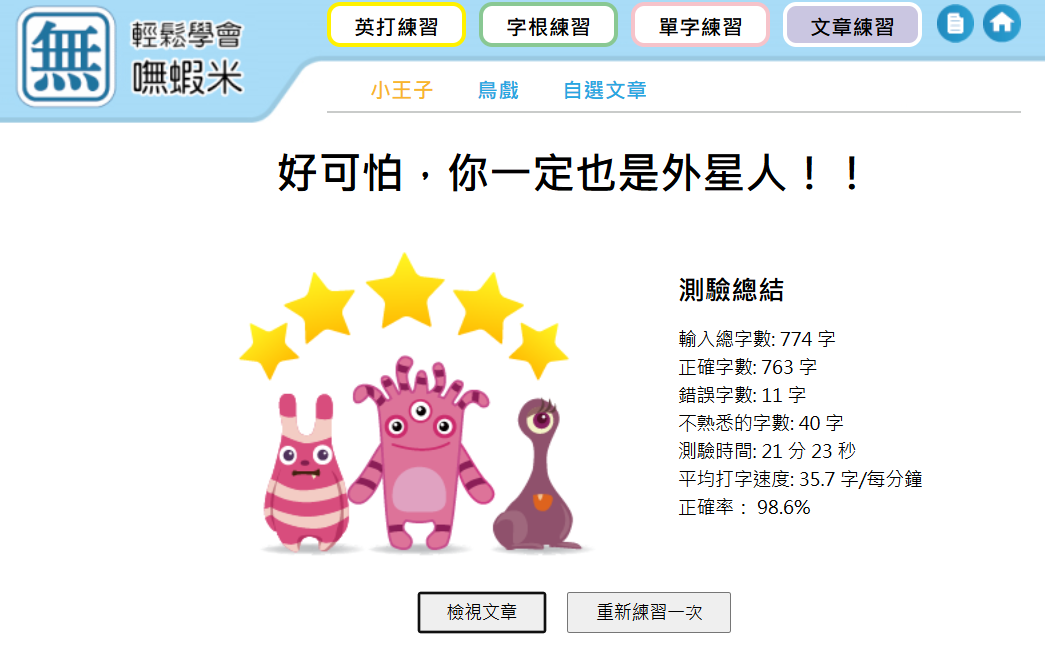 無
輕鬆學會
嘸蝦米
英打練習
字根練習
單字練習
文章練習
小王子
鳥戲
自選文章
好可怕，你一定也是外星人！！
測驗總結
輸入總字數: 774 字
正確字數: 763 字
錯誤字數: 11 字
不熟悉的字數: 40 字
測驗時間: 21 分 23 秒
平均打字速度: 35.7 字/每分鐘
正確率： 98.6%
檢視文章
重新練習一次